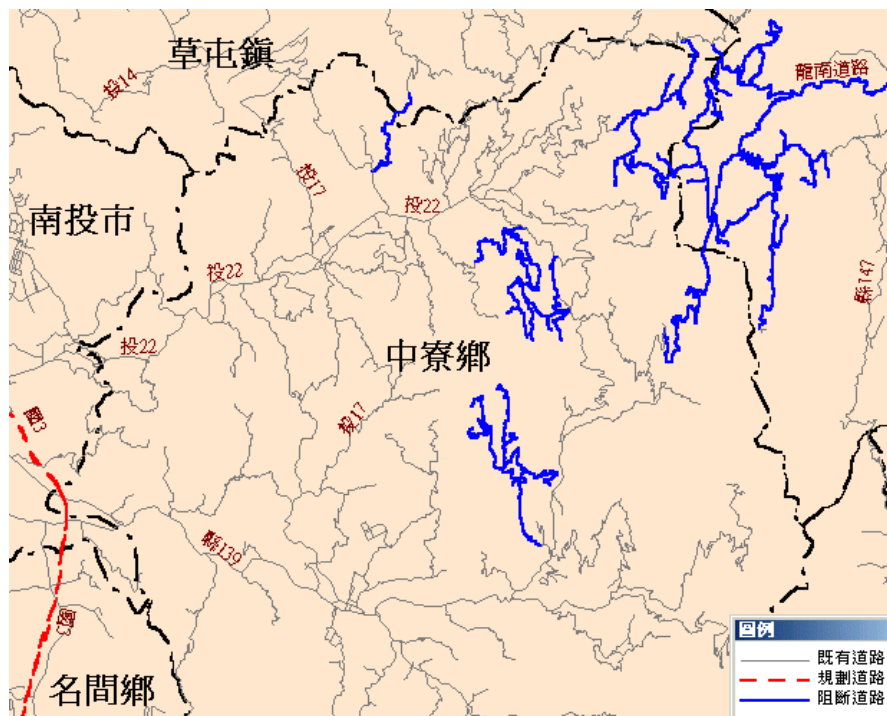 草屯鎮
投14
龍南道路
投17
南投市
投22
投22
縣147
投22
中寮鄉
國3
投17
縣139
國3
名間鄉
圖例
既有道路
規劃道路
阻斷道路